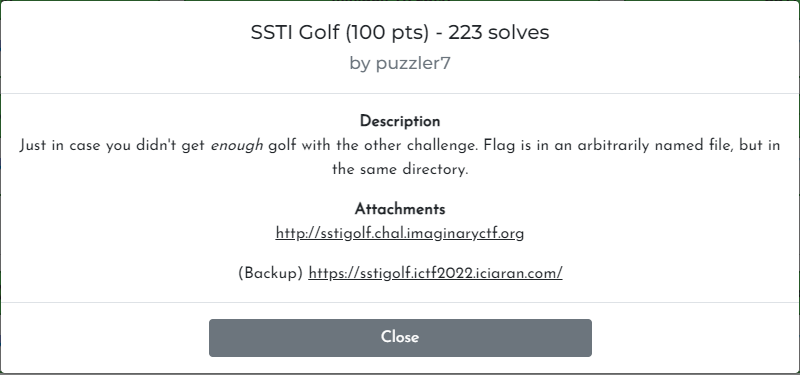 SSTI Golf (100 pts) - 223 solves
by puzzler7
Description
Just in case you didn't get enough golf with the other challenge. Flag is in an arbitrarily named file, but in
the same directory.
Attachments
http://sstigolf.chal.imaginaryctf.org
(Backup) https://sstigolf.ictf2022.iciaran.com/
Close